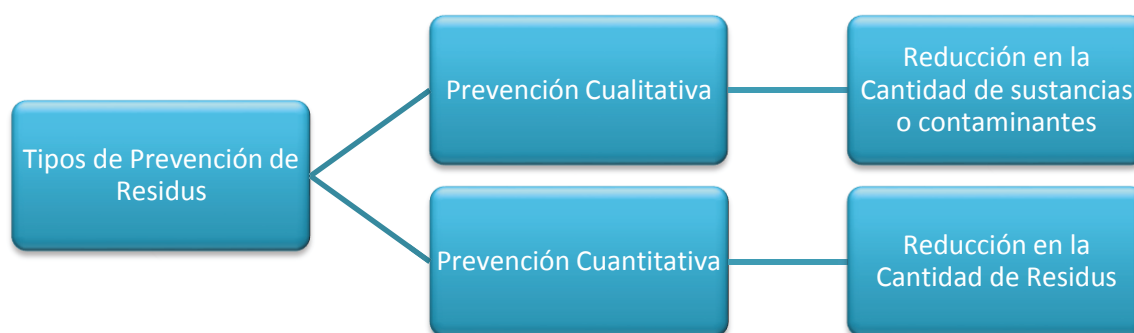 Tipos de Prevención de
Residus
Prevención Cualitativa
Reducción en la
Cantidad de sustancias
o contaminantes
Prevención Cuantitativa
Reducción en la
Cantidad de Residus